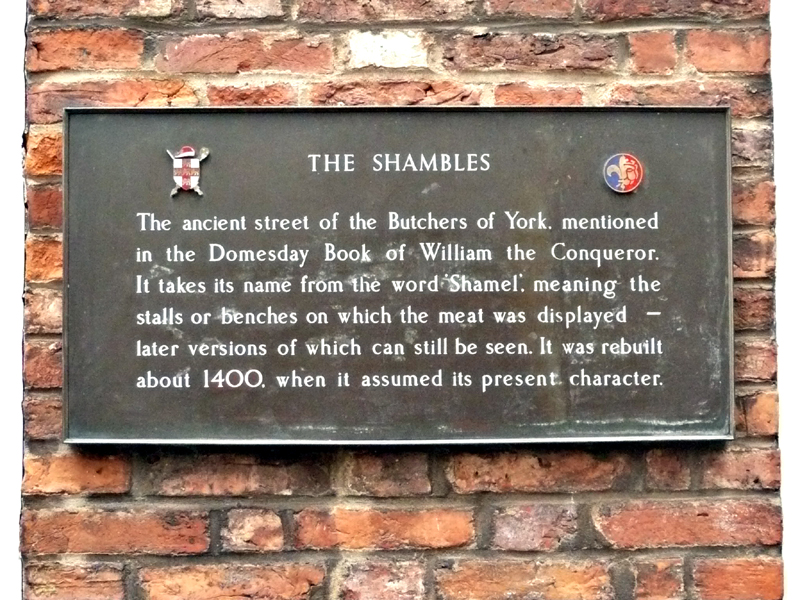 THE SHAMBLES
The ancient street of the Butchers of York, mentioned
in the Domesday Book of William the Conqueror.
It takes its name from the word 'Shamel', meaning the
stalls or benches on which the meat was displayed —
later versions of which can still be seen. It was rebuilt
about 1400, when it assumed its present character.